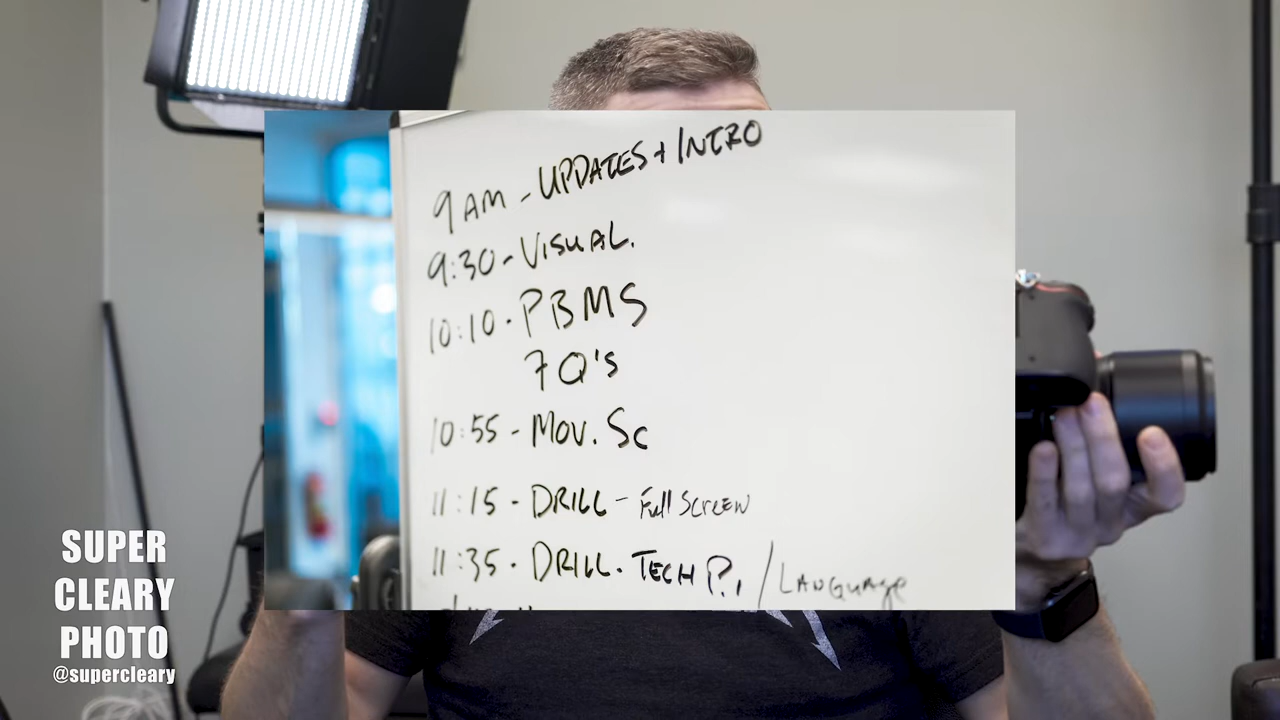 9AM - UPDATES + INTRO
9:30 - VISUAL.
10:10 - PBMS
7Q's
10:55 - MOV. SC
11:15 - DRILL - Full SCREEN
11:35 - DRILL. TECH P. / LANGUAGE
SUPER
CLEARY
PHOTO
@supercleary